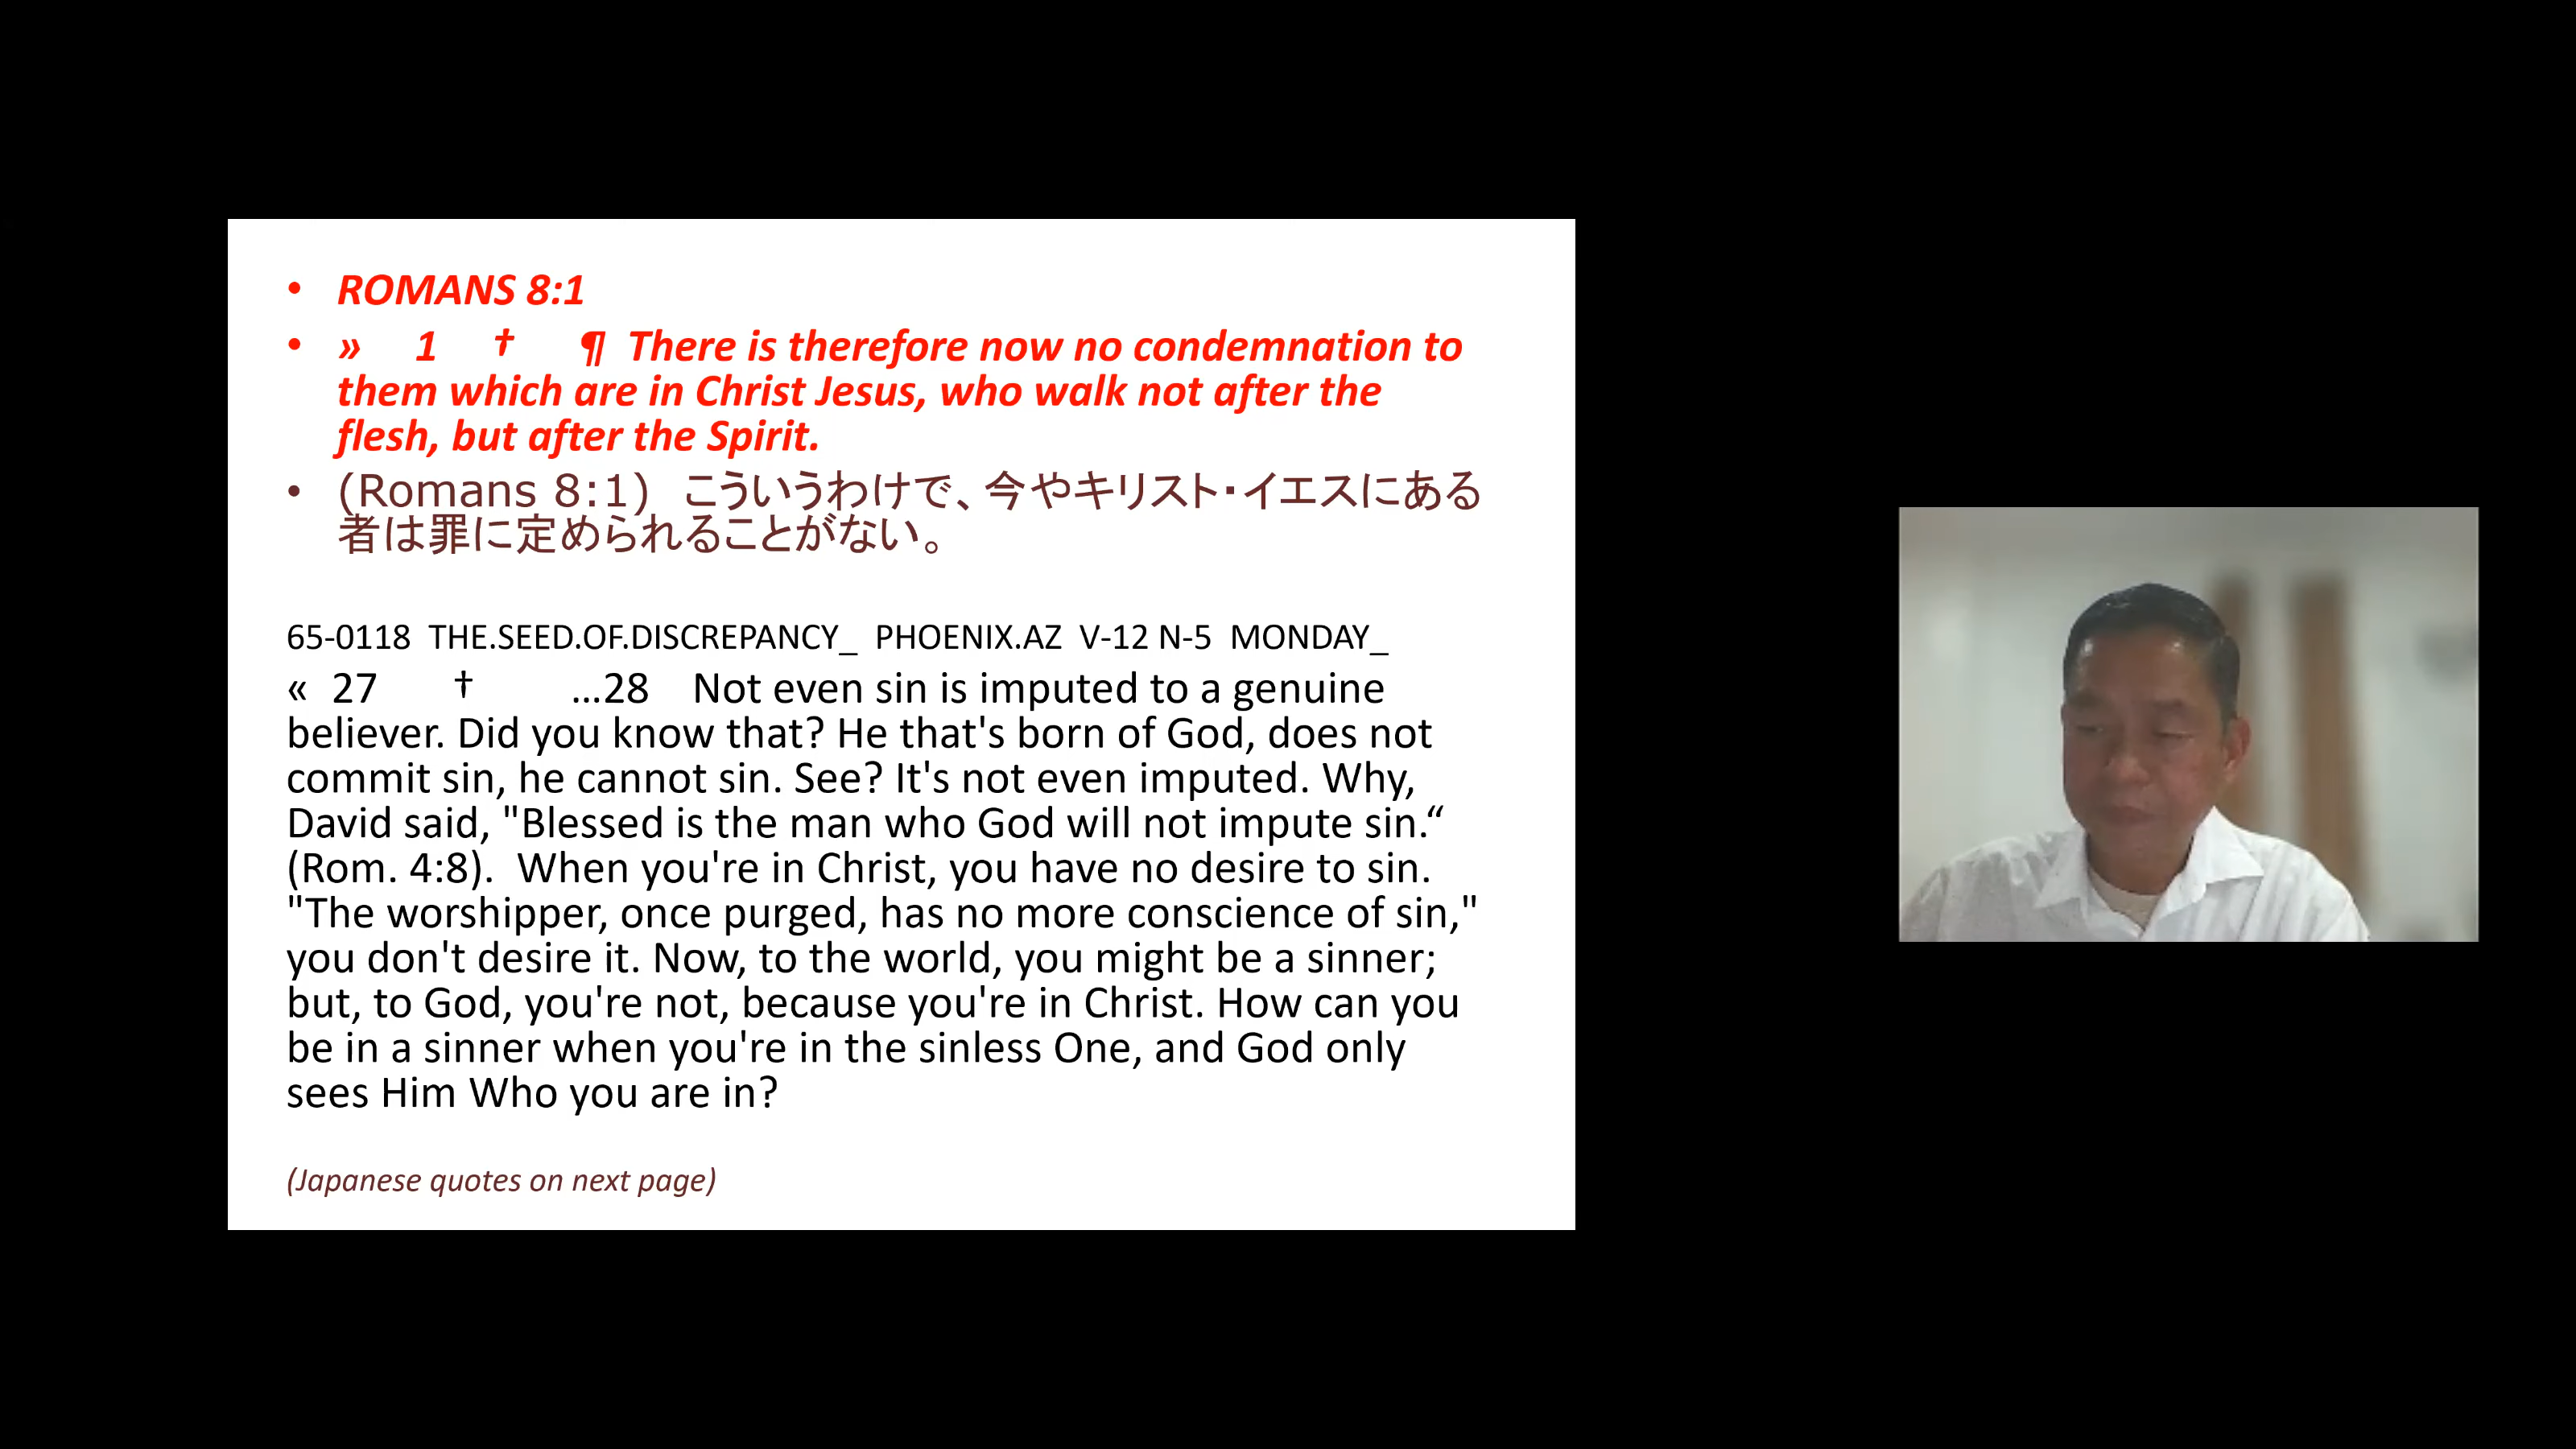 • ROMANS 8:1
• » 1 † ¶ There is therefore now no condemnation to
them which are in Christ Jesus, who walk not after the
flesh, but after the Spirit.
• (Romans 8:1) こういうわけで、今やキリスト・イエスにある
者は罪に定められることがない。
65-0118 THE.SEED.OF.DISCREPANCY_ PHOENIX.AZ V-12 N-5 MONDAY_
« 27 † ...28 Not even sin is imputed to a genuine
believer. Did you know that? He that's born of God, does not
commit sin, he cannot sin. See? It's not even imputed. Why,
David said, "Blessed is the man who God will not impute sin.“
(Rom. 4:8). When you're in Christ, you have no desire to sin.
"The worshipper, once purged, has no more conscience of sin,"
you don't desire it. Now, to the world, you might be a sinner;
but, to God, you're not, because you're in Christ. How can you
be in a sinner when you're in the sinless One, and God only
sees Him Who you are in?
(Japanese quotes on next page)